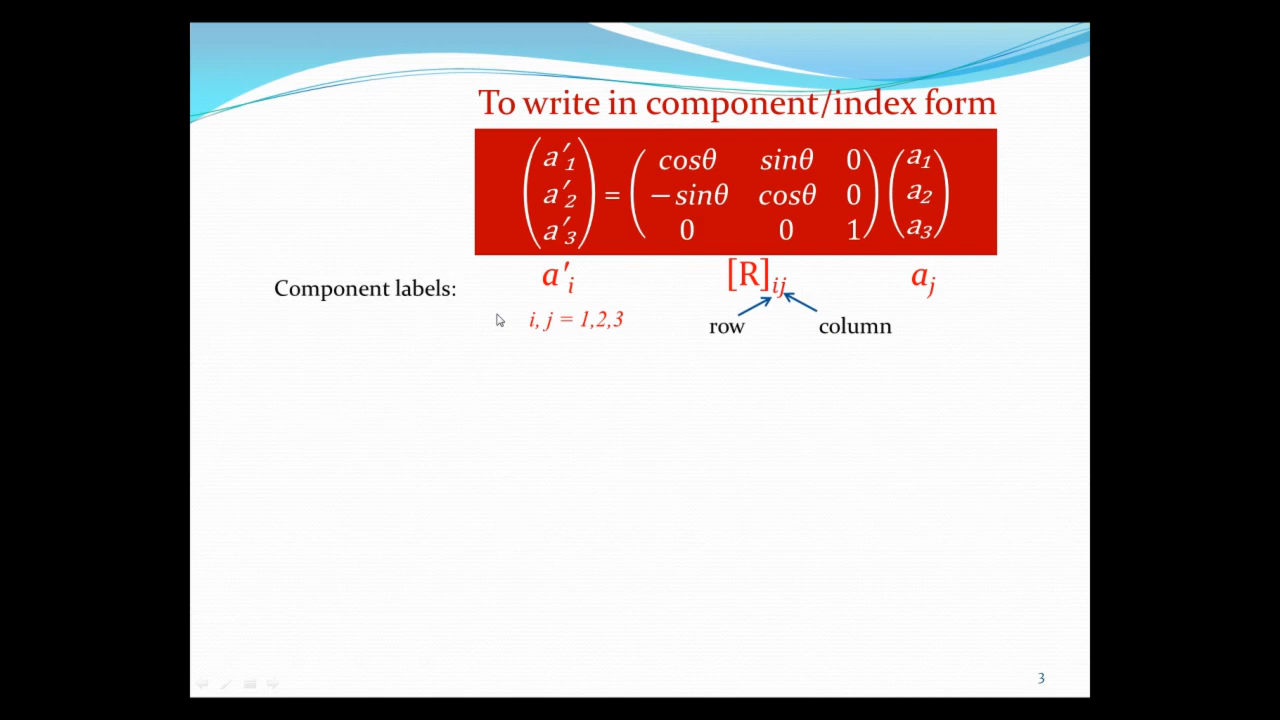 To write in component/index form
a′₁ cosθ sinθ 0 a₁
a′₂ = −sinθ cosθ 0 a₂
a′₃ 0 0 1 a₃
a′ᵢ [R]ᵢⱼ aⱼ
Component labels:
i, j = 1,2,3
row column
3